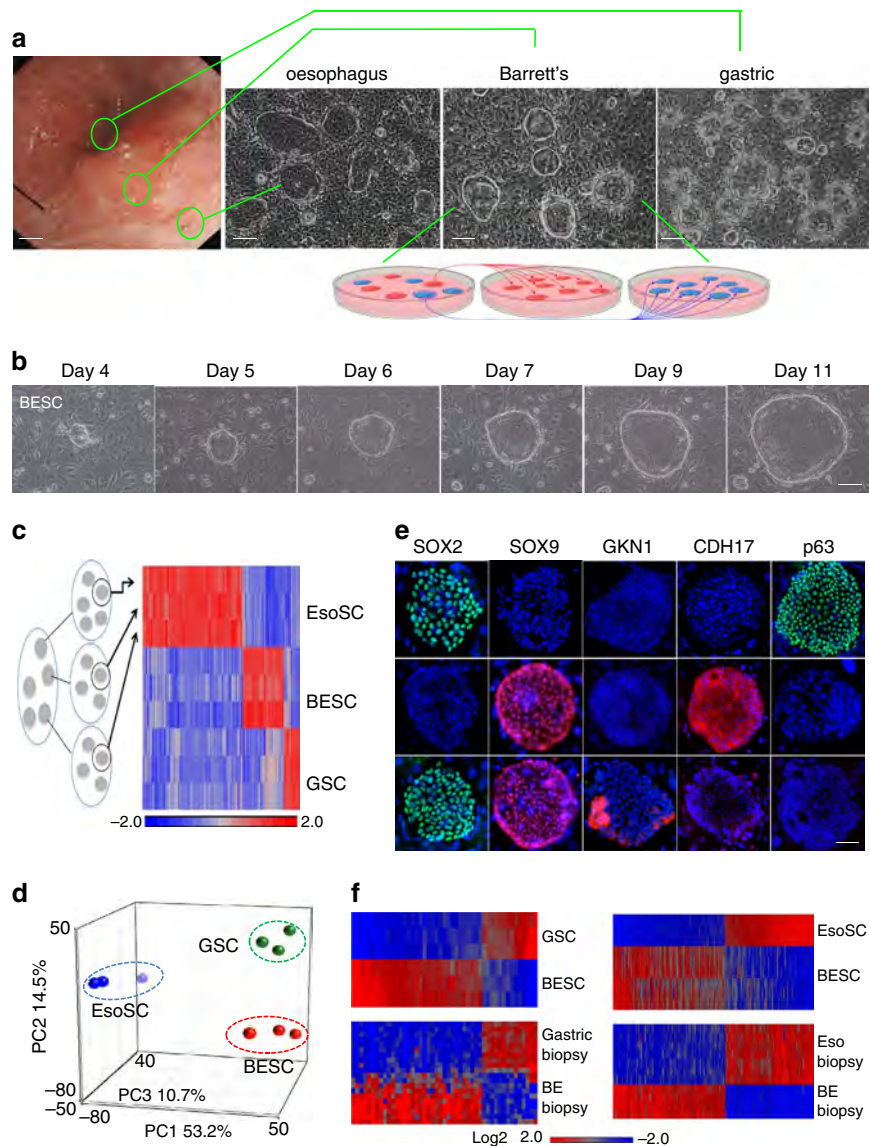 a
oesophagus
Barrett's
gastric
b
Day 4
Day 5
Day 6
Day 7
Day 9
Day 11
BESC
c
EsoSC
BESC
GSC
–2.0
2.0
e
SOX2
SOX9
GKN1
CDH17
p63
d
50
GSC
EsoSC
BESC
PC2 14.5%
40
–80
–50
–80
PC3 10.7%
PC1 53.2%
50
f
GSC
BESC
Gastric
biopsy
BE
biopsy
EsoSC
BESC
Eso
biopsy
BE
biopsy
Log2
2.0
–2.0